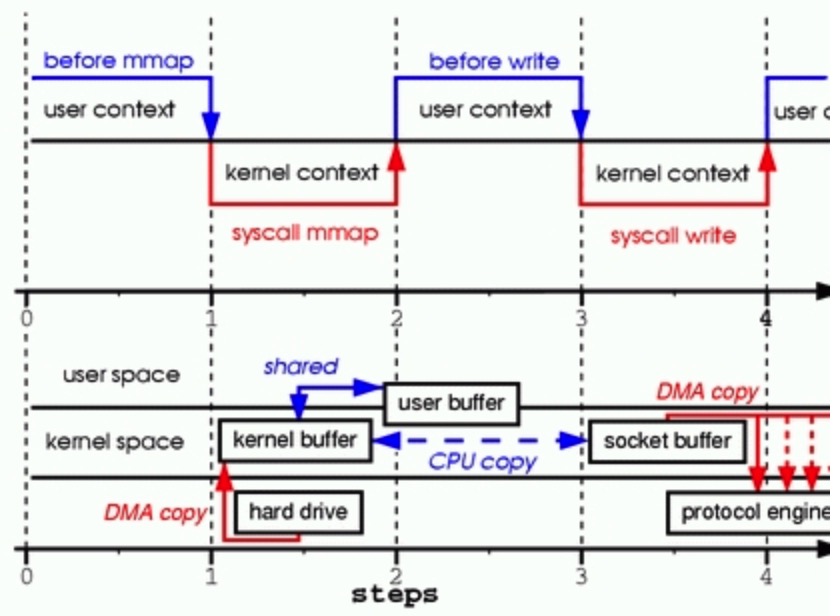 before mmap
before write
user context
user context
user c
kernel context
kernel context
syscall mmap
syscall write
0 1 2 3 4
user space
shared
DMA copy
user buffer
kernel space
kernel buffer
socket buffer
CPU copy
DMA copy
hard drive
protocol engine
0 1 2 3 4
steps